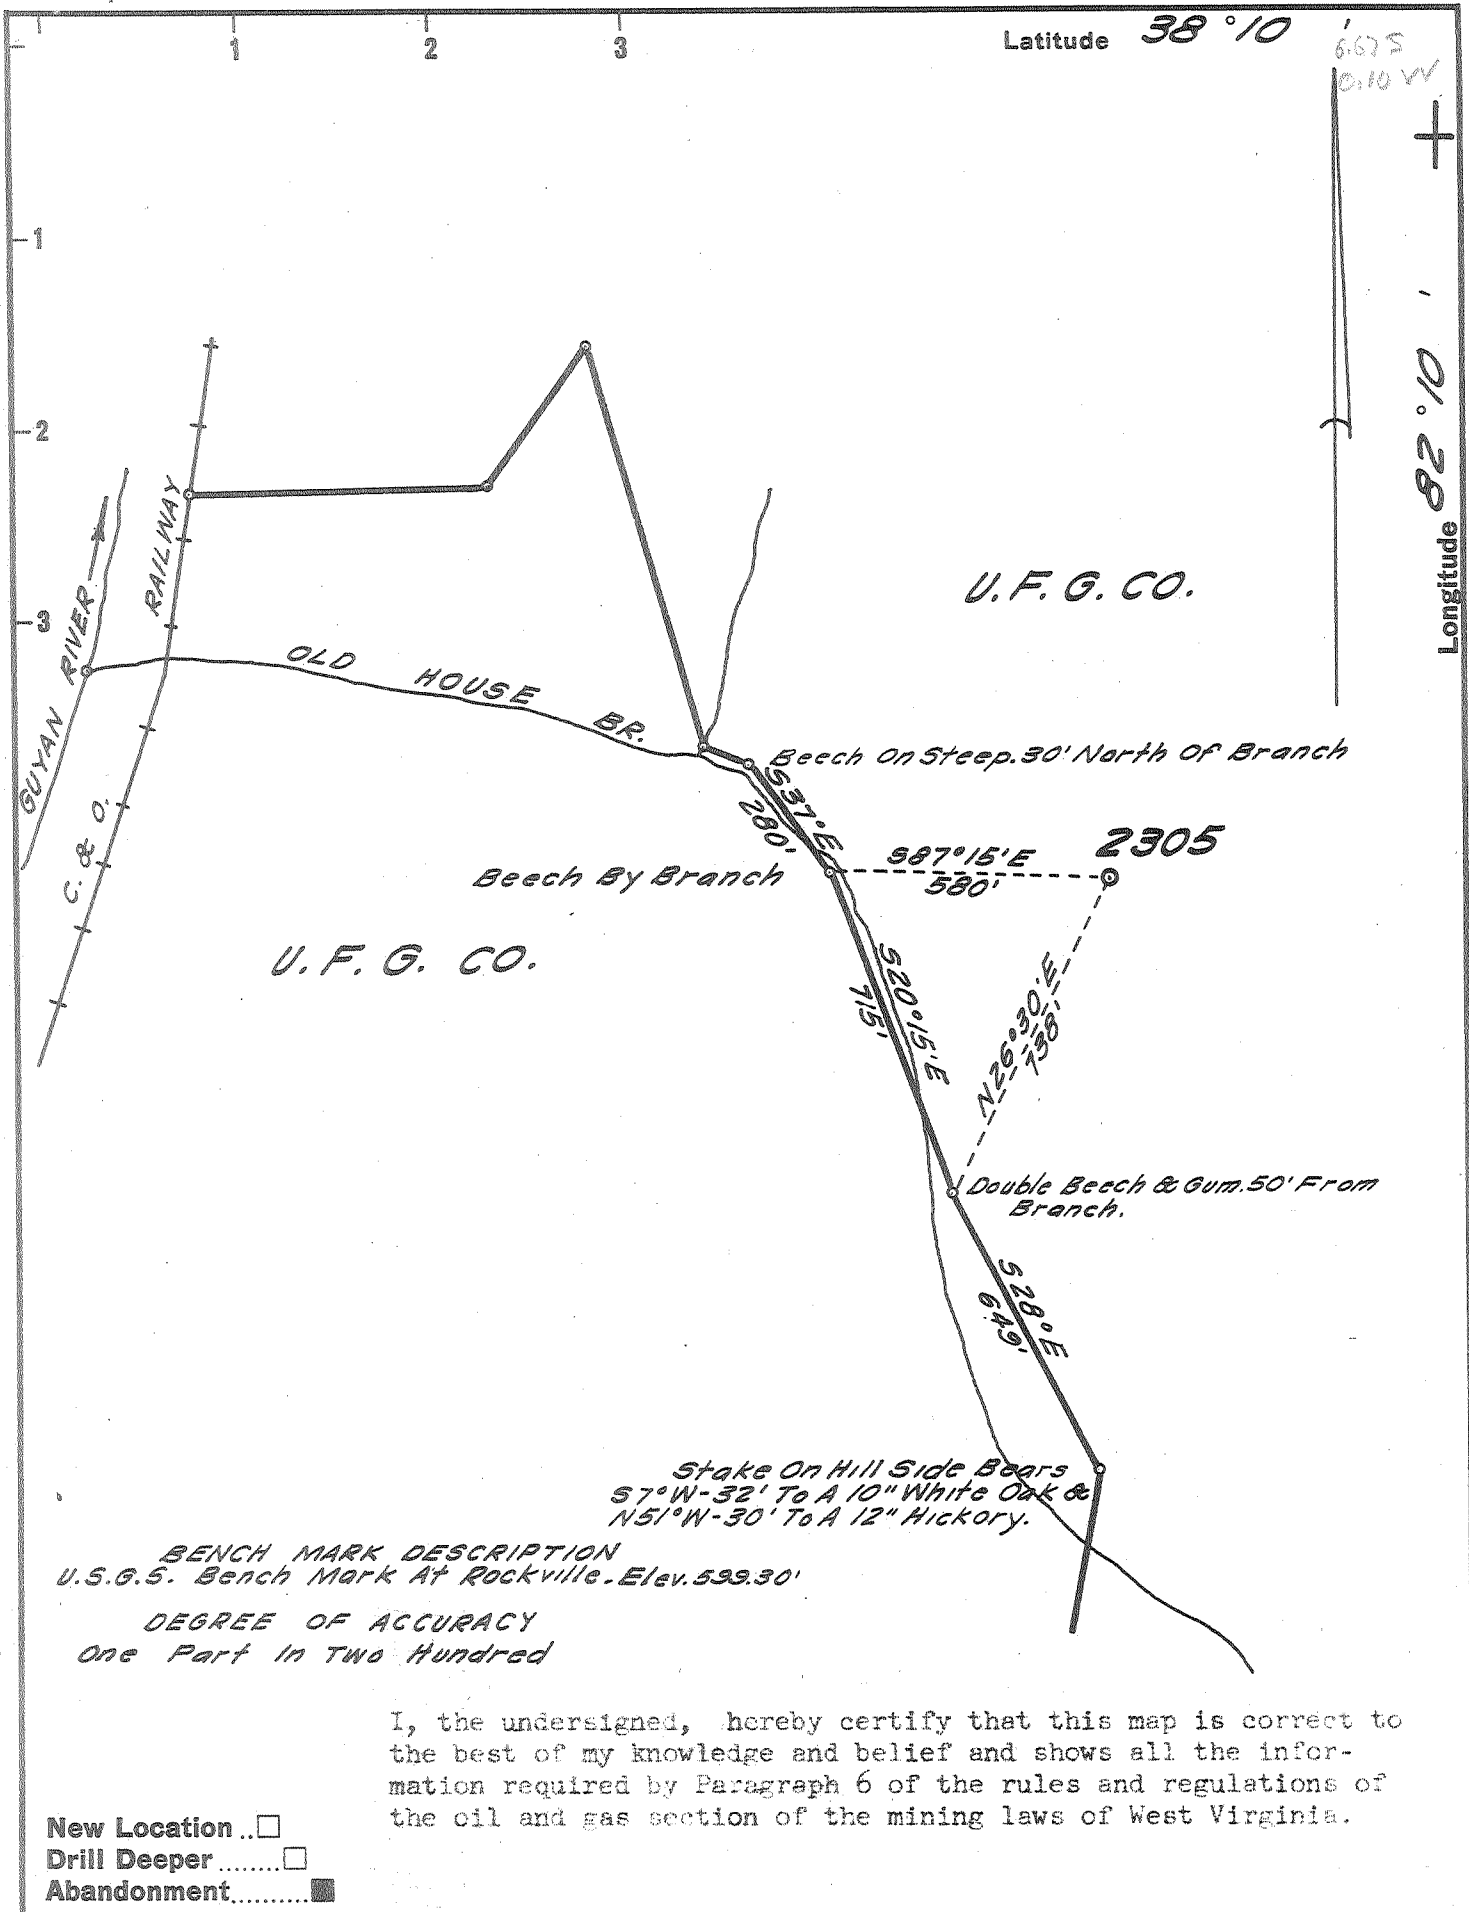 1 2 3
Latitude 38°10'
6.67 S
0.10 W
1
2
3
Longitude 82°10'
GUYAN RIVER
RAILWAY
C. & O.
U.F.G. CO.
OLD HOUSE BR.
Beech On Steep. 30' North Of Branch
S37°E
280'
2305
S87°15'E
580'
Beech By Branch
U.F.G. CO.
S20°15'E
715'
N26°30'E
738'
Double Beech & Gum. 50' From
Branch.
S28°E
649'
Stake On Hill Side Bears
S7°W-32' To A 10" White Oak &
N51°W-30' To A 12" Hickory.
BENCH MARK DESCRIPTION
U.S.G.S. Bench Mark At Rockville. Elev. 599.30'
DEGREE OF ACCURACY
One Part In Two Hundred
I, the undersigned, hereby certify that this map is correct to
the best of my knowledge and belief and shows all the infor-
mation required by Paragraph 6 of the rules and regulations of
the oil and gas section of the mining laws of West Virginia.
New Location ..☐
Drill Deeper ........☐
Abandonment..........■